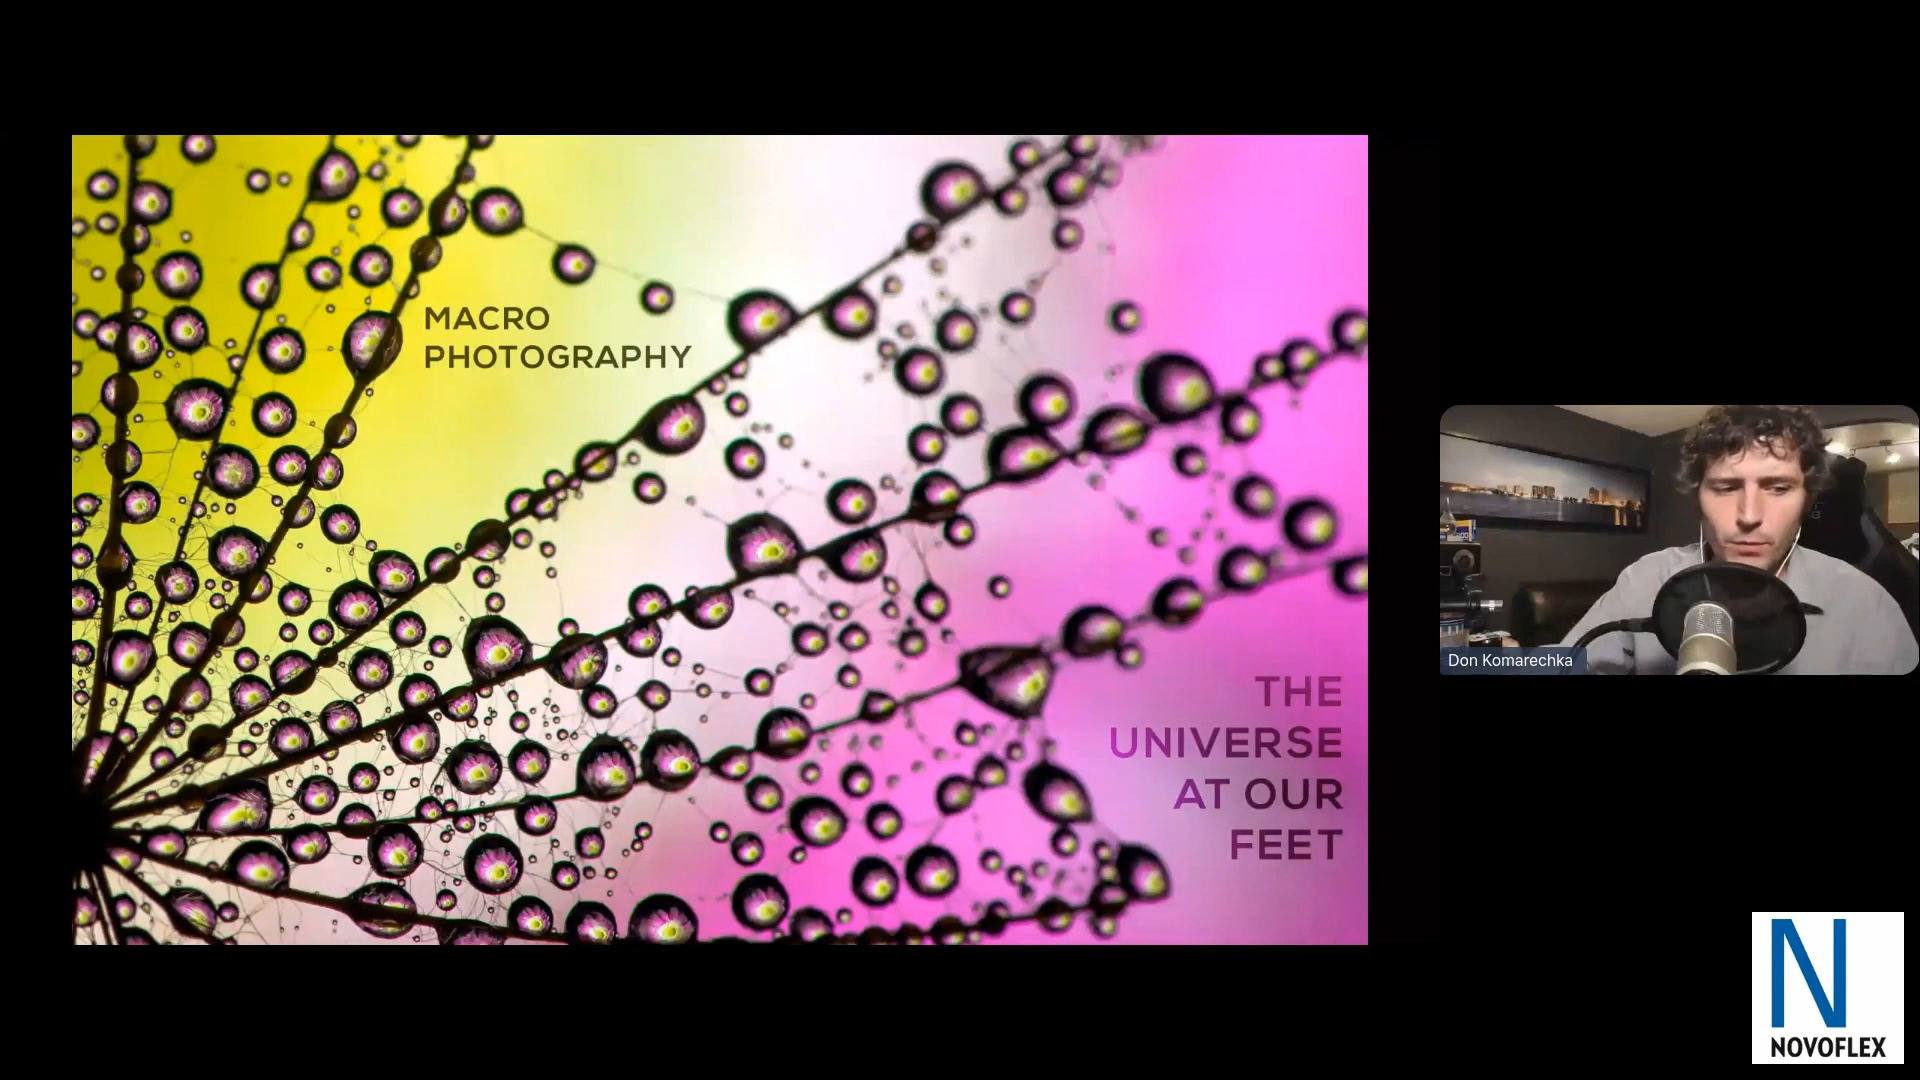 MACRO
PHOTOGRAPHY
THE
UNIVERSE
AT OUR
FEET
Don Komarechka
N
NOVOFLEX